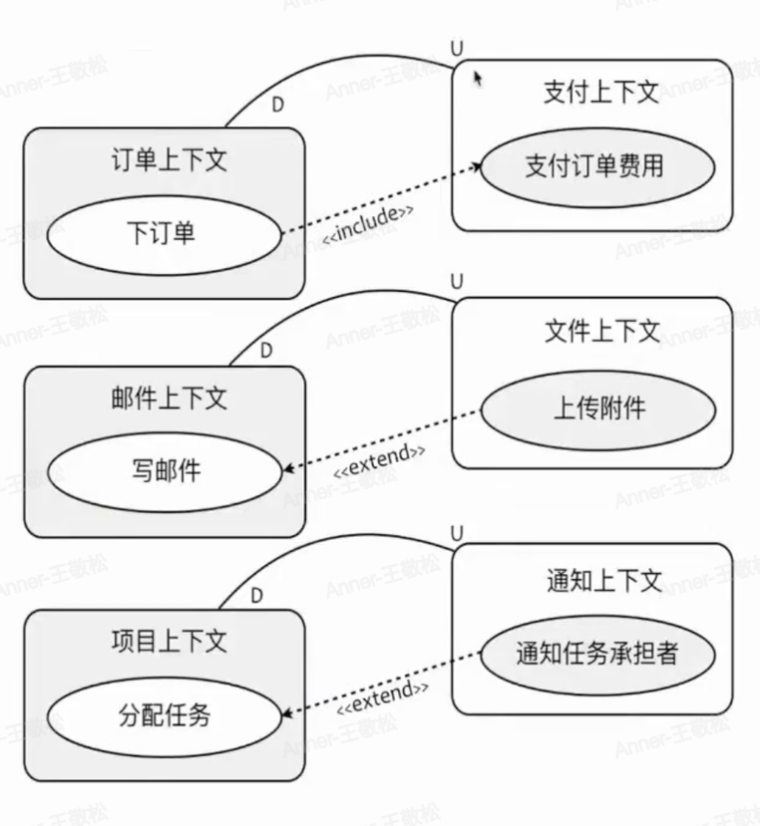 U
支付上下文
D
订单上下文
支付订单费用
下订单
<<include>>
U
文件上下文
D
邮件上下文
上传附件
写邮件
<<extend>>
U
通知上下文
D
项目上下文
通知任务承担者
分配任务
<<extend>>
Anner-王敬松